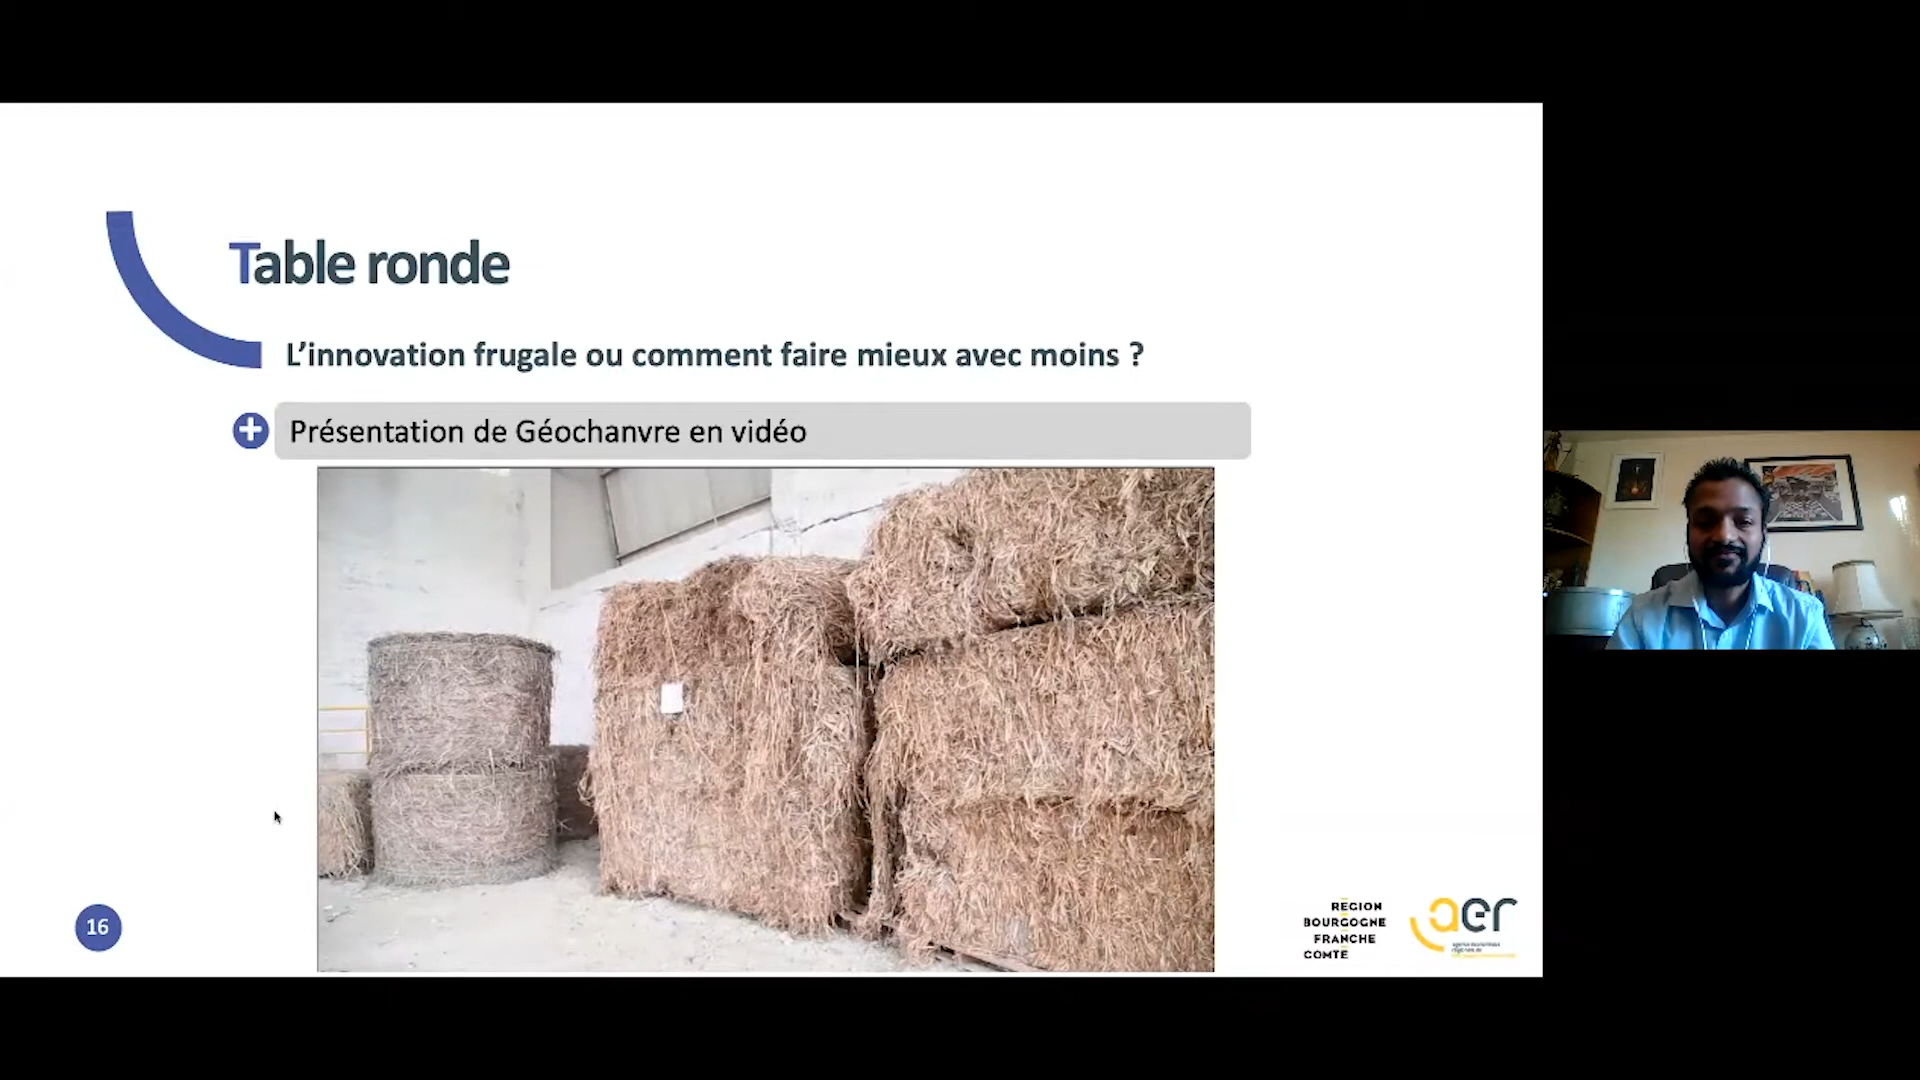 Table ronde
L’innovation frugale ou comment faire mieux avec moins ?
Présentation de Géochanvre en vidéo
16
REGION
BOURGOGNE
FRANCHE
COMTE
aer